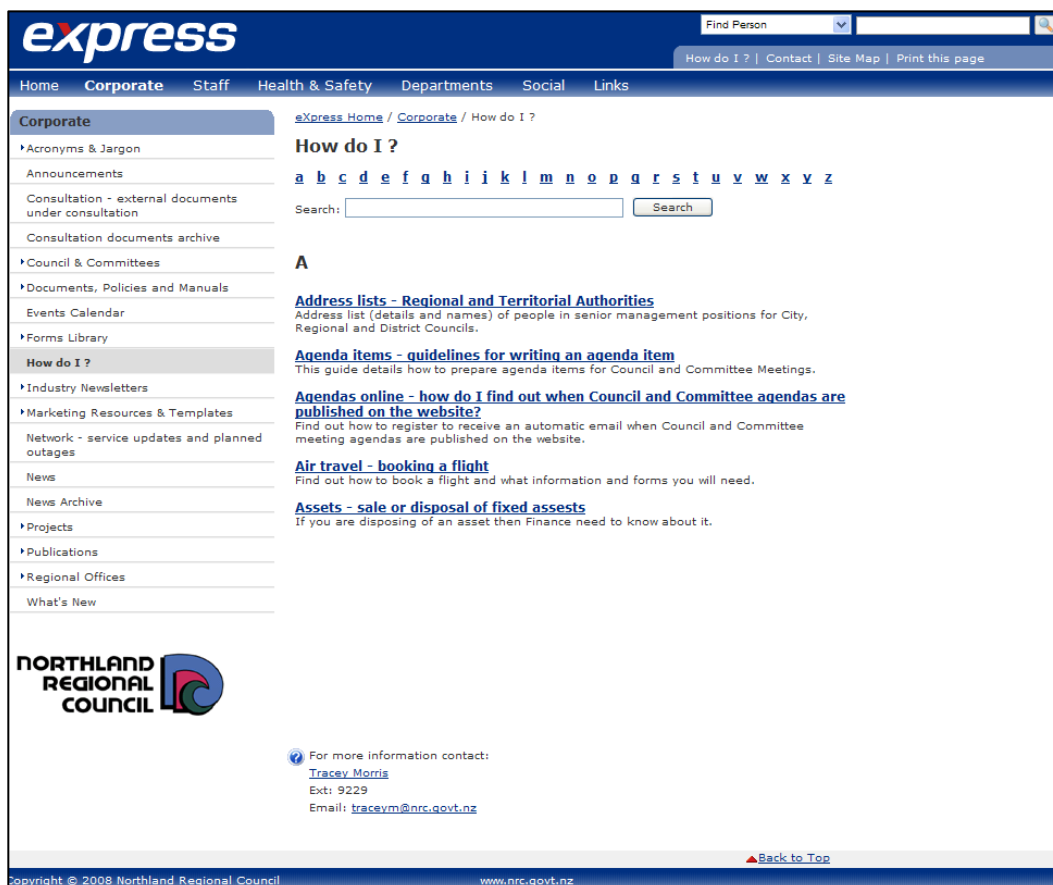 express
Find Person
How do I ? | Contact | Site Map | Print this page
Home Corporate Staff Health & Safety Departments Social Links
Corporate
Acronyms & Jargon
Announcements
Consultation - external documents
under consultation
Consultation documents archive
Council & Committees
Documents, Policies and Manuals
Events Calendar
Forms Library
How do I ?
Industry Newsletters
Marketing Resources & Templates
Network - service updates and planned
outages
News
News Archive
Projects
Publications
Regional Offices
What's New
NORTHLAND
REGIONAL
COUNCIL
eXpress Home / Corporate / How do I ?
How do I ?
a b c d e f g h i j k l m n o p q r s t u v w x y z
Search: Search
A
Address lists - Regional and Territorial Authorities
Address list (details and names) of people in senior management positions for City,
Regional and District Councils.
Agenda items - guidelines for writing an agenda item
This guide details how to prepare agenda items for Council and Committee Meetings.
Agendas online - how do I find out when Council and Committee agendas are
published on the website?
Find out how to register to receive an automatic email when Council and Committee
meeting agendas are published on the website.
Air travel - booking a flight
Find out how to book a flight and what information and forms you will need.
Assets - sale or disposal of fixed assests
If you are disposing of an asset then Finance need to know about it.
For more information contact:
Tracey Morris
Ext: 9229
Email: traceym@nrc.govt.nz
Back to Top
Copyright © 2008 Northland Regional Council www.nrc.govt.nz